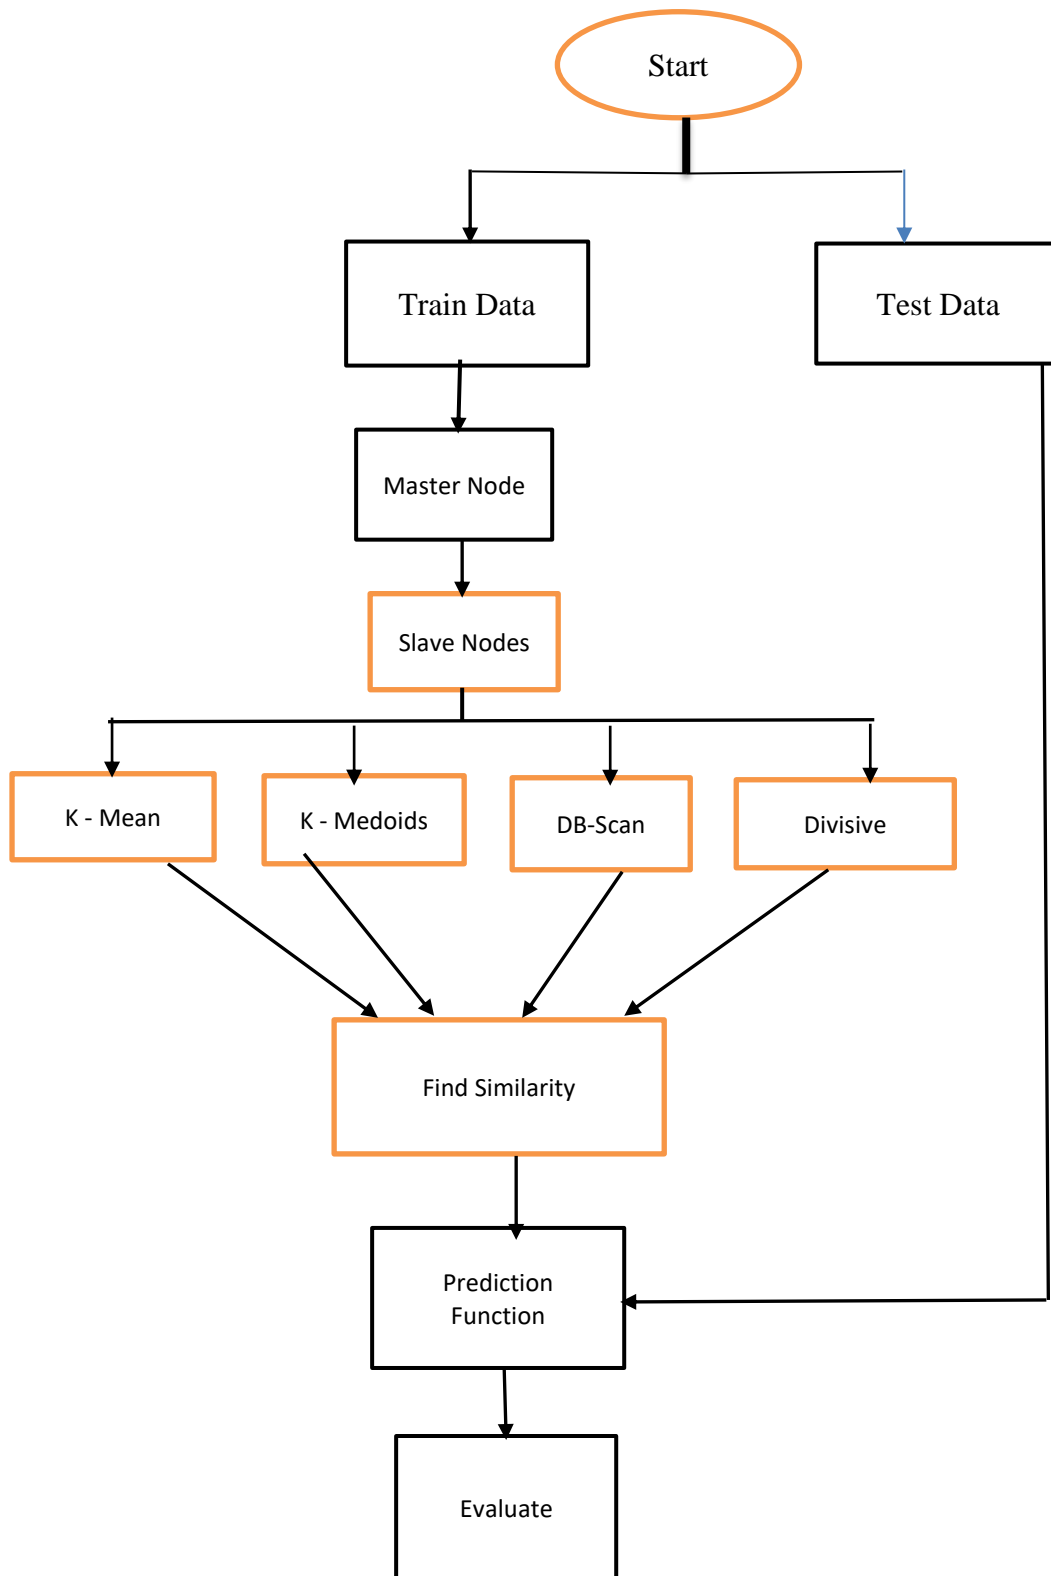 Start
Train Data
Test Data
Master Node
Slave Nodes
K - Mean
K - Medoids
DB-Scan
Divisive
Find Similarity
Prediction
Function
Evaluate